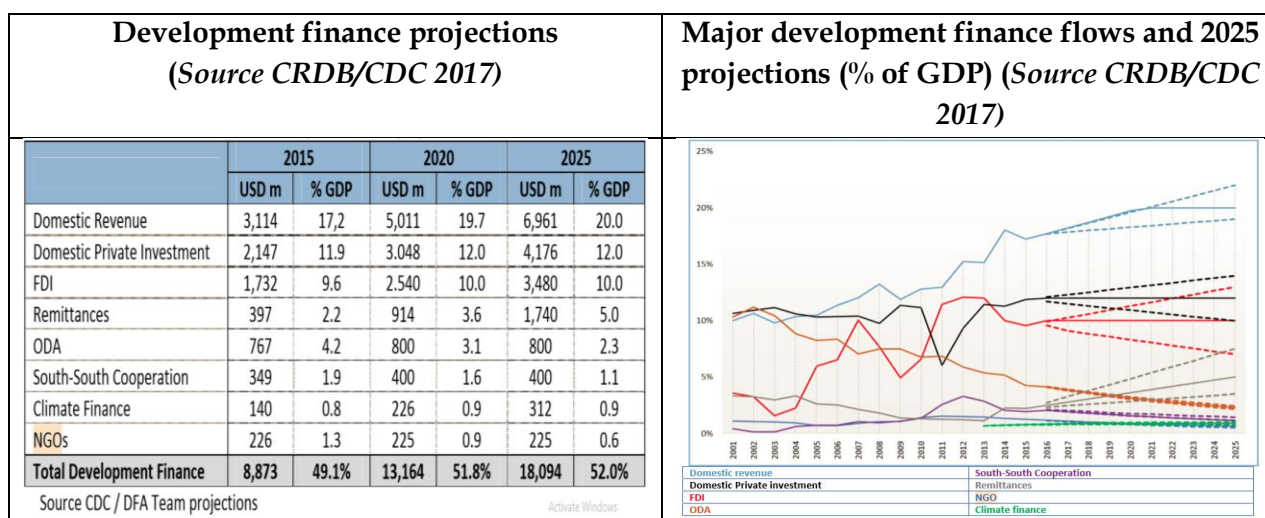 Development finance projections
(Source CRDB/CDC 2017)
Major development finance flows and 2025
projections (% of GDP) (Source CRDB/CDC
2017)
2015 2020 2025
USD m % GDP USD m % GDP USD m % GDP
Domestic Revenue 3,114 17,2 5,011 19.7 6,961 20.0
Domestic Private Investment 2,147 11.9 3.048 12.0 4,176 12.0
FDI 1,732 9.6 2.540 10.0 3,480 10.0
Remittances 397 2.2 914 3.6 1,740 5.0
ODA 767 4.2 800 3.1 800 2.3
South-South Cooperation 349 1.9 400 1.6 400 1.1
Climate Finance 140 0.8 226 0.9 312 0.9
NGOs 226 1.3 225 0.9 225 0.6
Total Development Finance 8,873 49.1% 13,164 51.8% 18,094 52.0%
Source CDC / DFA Team projections
Activate Windows
25%
20%
15%
10%
5%
0%
2001 2002 2003 2004 2005 2006 2007 2008 2009 2010 2011 2012 2013 2014 2015 2016 2017 2018 2019 2020 2021 2022 2023 2024 2025
Domestic revenue South-South Cooperation
Domestic Private investment Remittances
FDI NGO
ODA Climate finance